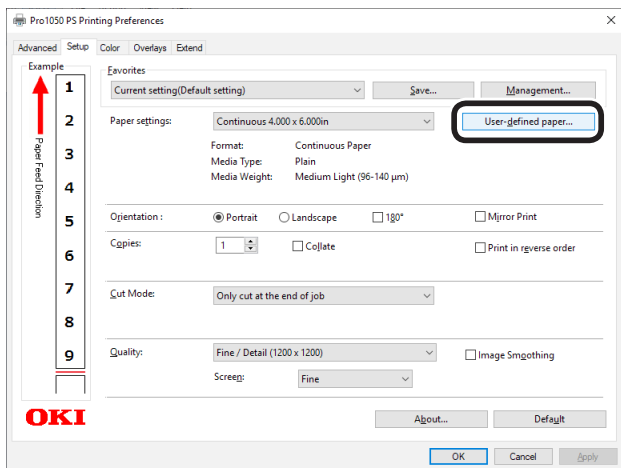 Pro1050 PS Printing Preferences
Advanced Setup Color Overlays Extend
Example
Paper Feed Direction
1
2
3
4
5
6
7
8
9
OKI
Favorites
Current setting(Default setting) Save... Management...
Paper settings: Continuous 4.000 x 6.000in User-defined paper...
Format: Continuous Paper
Media Type: Plain
Media Weight: Medium Light (96-140 μm)
Orientation : Portrait Landscape 180° Mirror Print
Copies: 1 Collate Print in reverse order
Cut Mode: Only cut at the end of job
Quality: Fine / Detail (1200 x 1200) Image Smoothing
Screen: Fine
About... Default
OK Cancel Apply